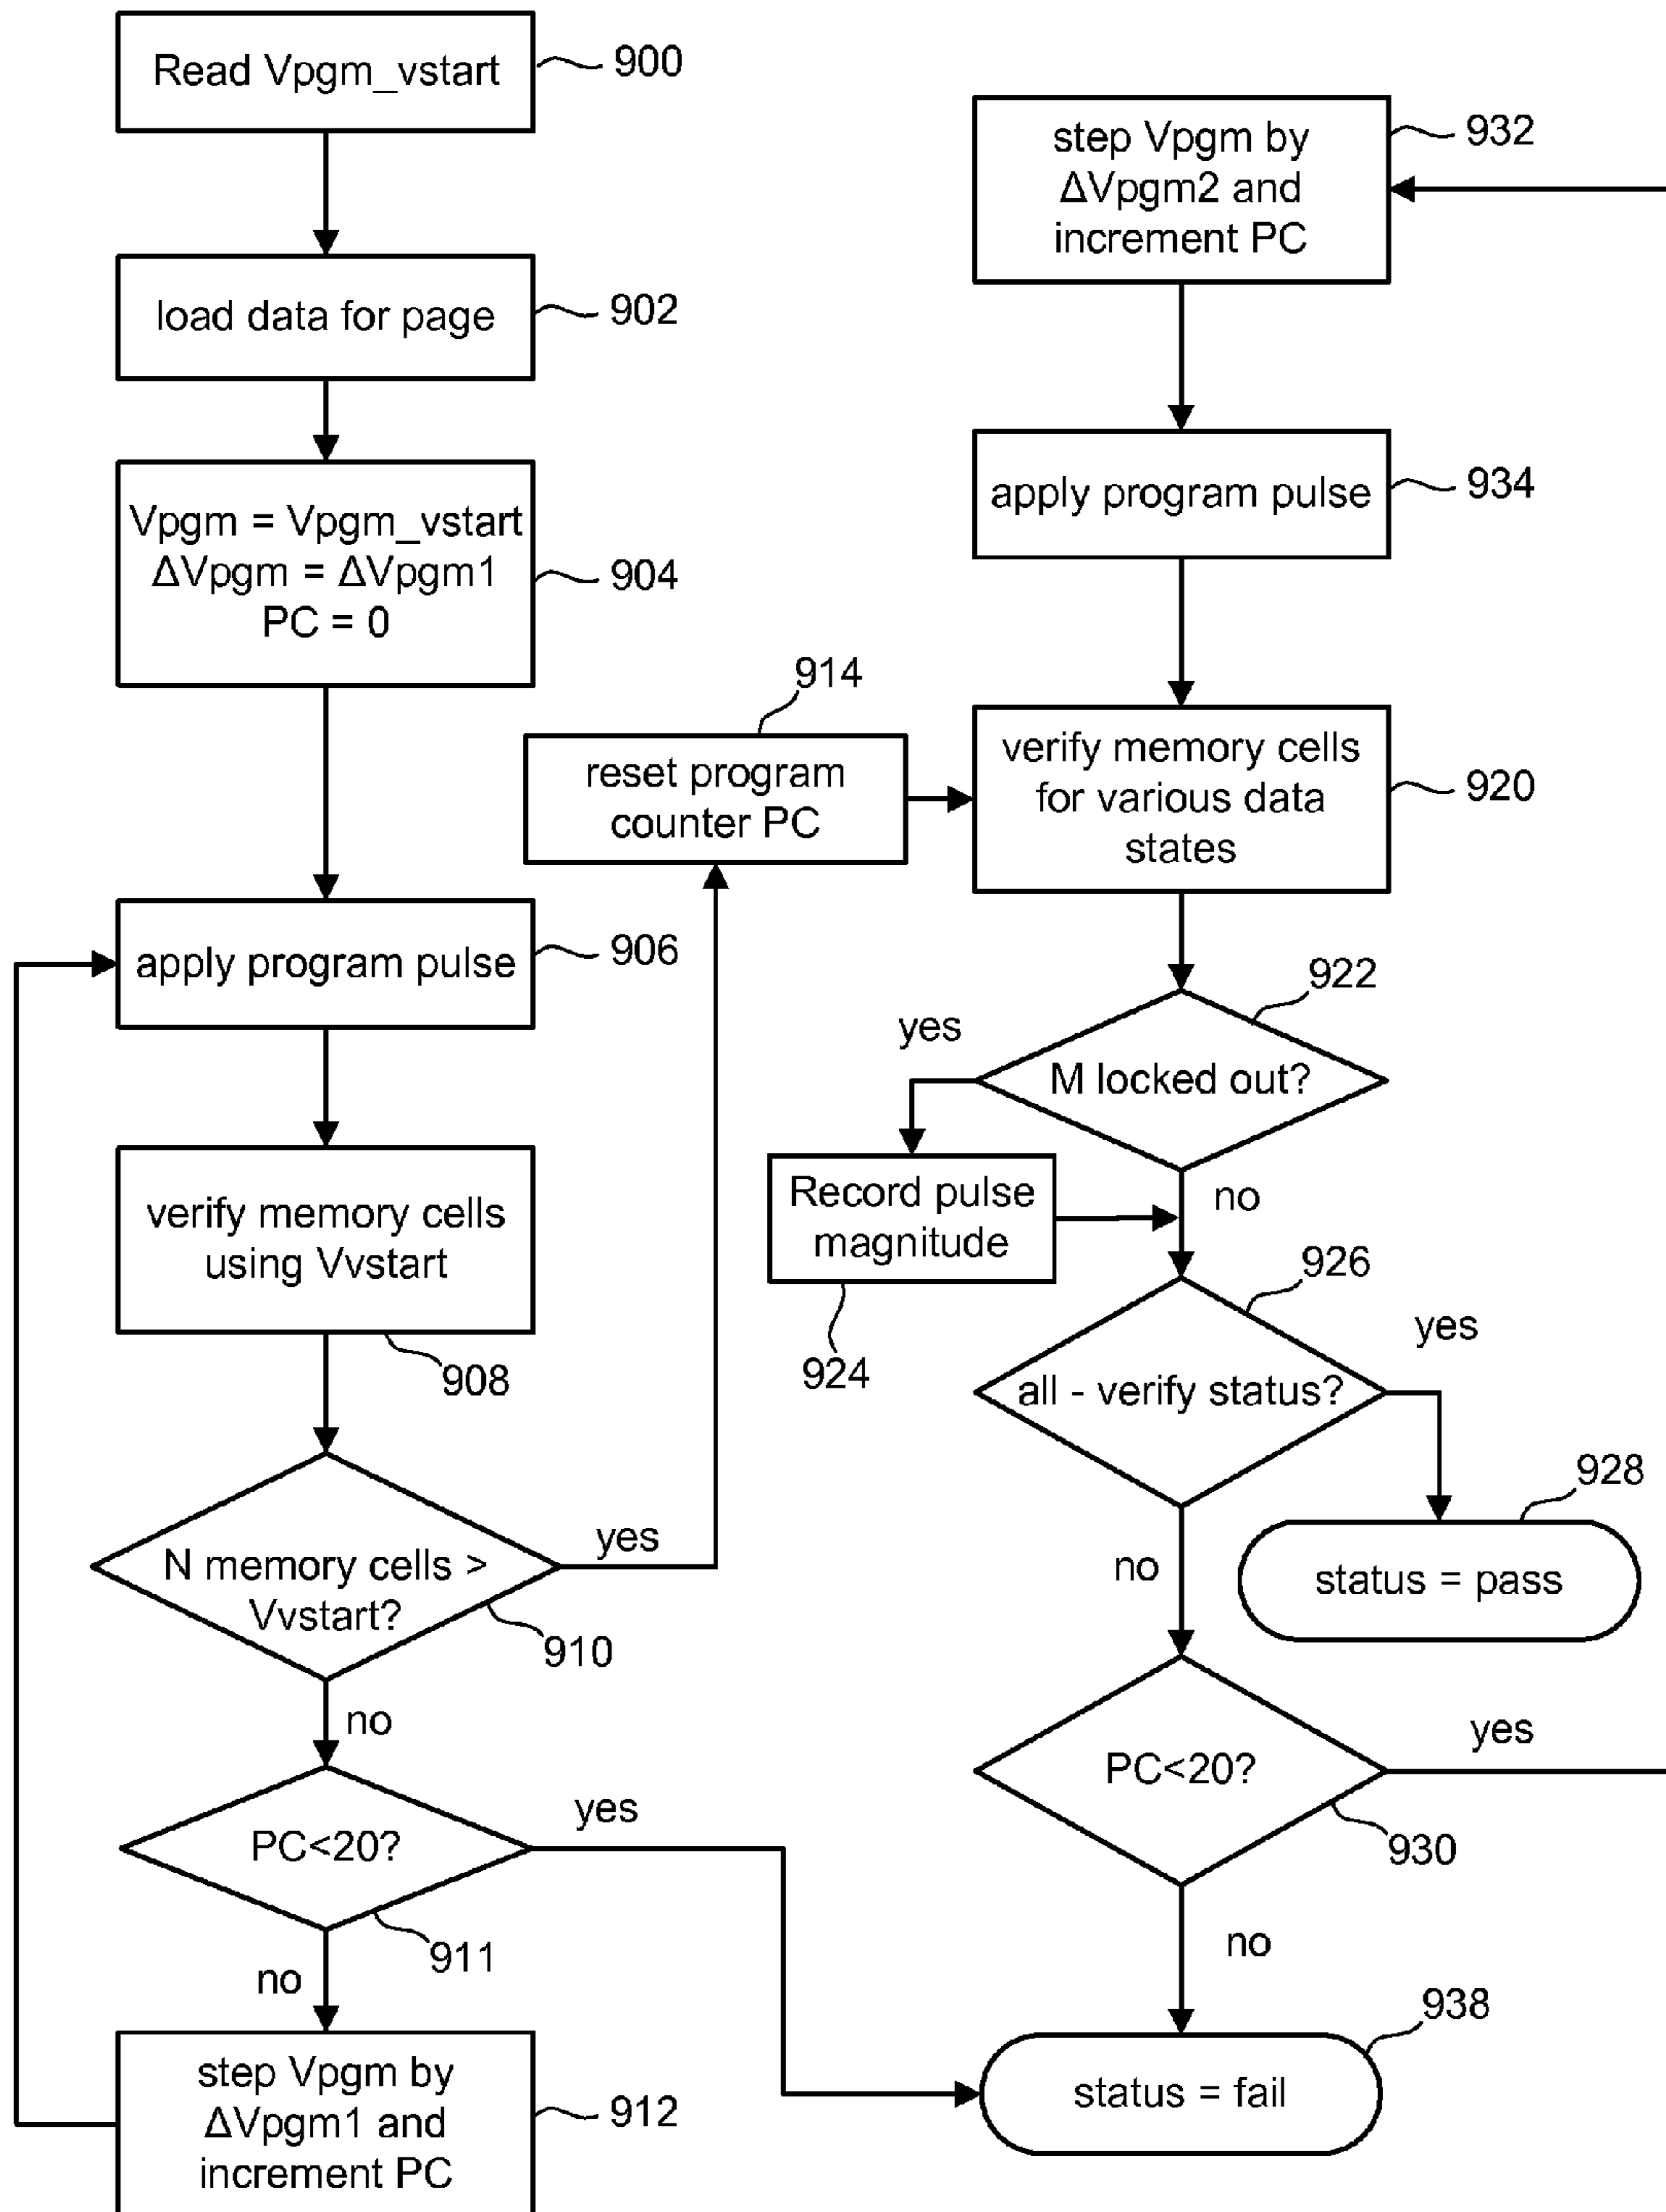 Read Vpgm_vstart
900
load data for page
902
Vpgm = Vpgm_vstart
ΔVpgm = ΔVpgm1
PC = 0
904
apply program pulse
906
verify memory cells
using Vvstart
908
N memory cells >
Vvstart?
910
yes
no
PC<20?
911
yes
no
step Vpgm by
ΔVpgm1 and
increment PC
912
914
reset program
counter PC
step Vpgm by
ΔVpgm2 and
increment PC
932
apply program pulse
934
verify memory cells
for various data
states
920
922
M locked out?
yes
no
Record pulse
magnitude
924
926
all - verify status?
yes
no
928
status = pass
PC<20?
930
yes
no
938
status = fail